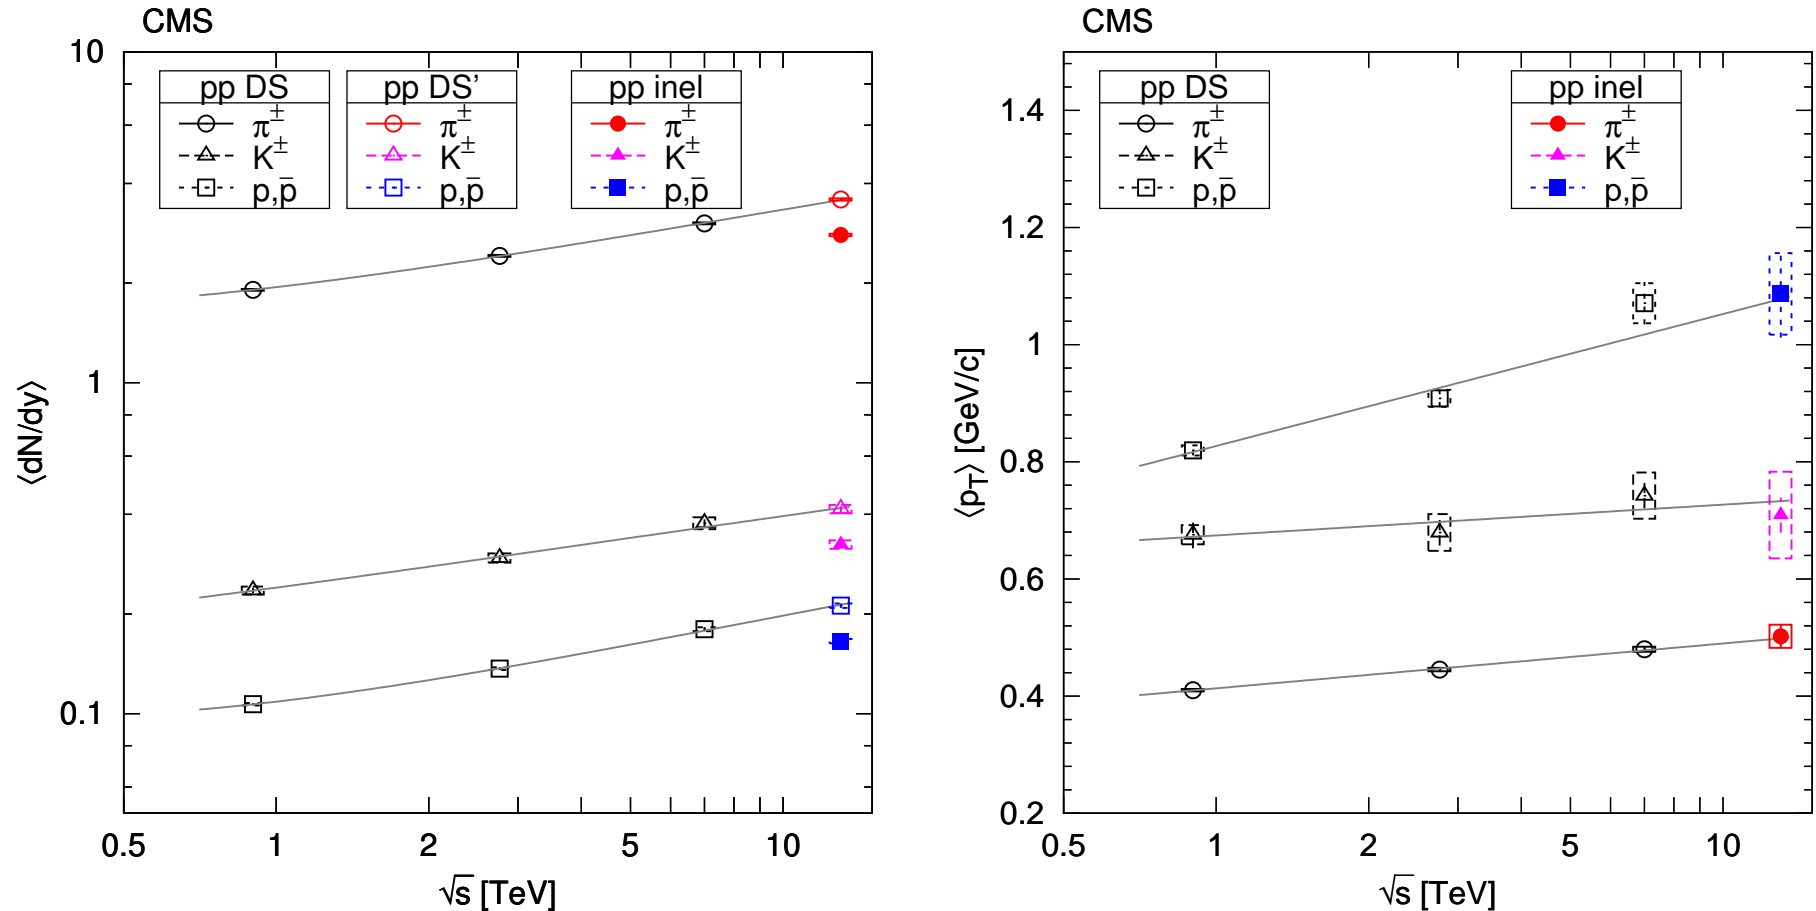 CMS
10
1
0.1
⟨dN/dy⟩
pp DS
π±
K±
p,p̄
pp DS’
π±
K±
p,p̄
pp inel
π±
K±
p,p̄
0.5 1 2 5 10
√s [TeV]
CMS
1.4
1.2
1
0.8
0.6
0.4
0.2
⟨pT⟩ [GeV/c]
pp DS
π±
K±
p,p̄
pp inel
π±
K±
p,p̄
0.5 1 2 5 10
√s [TeV]